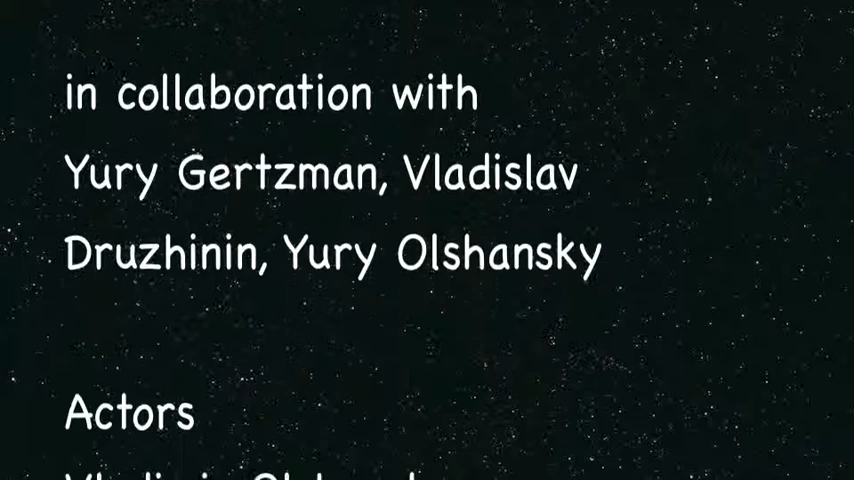 in collaboration with
Yury Gertzman, Vladislav
Druzhinin, Yury Olshansky
Actors